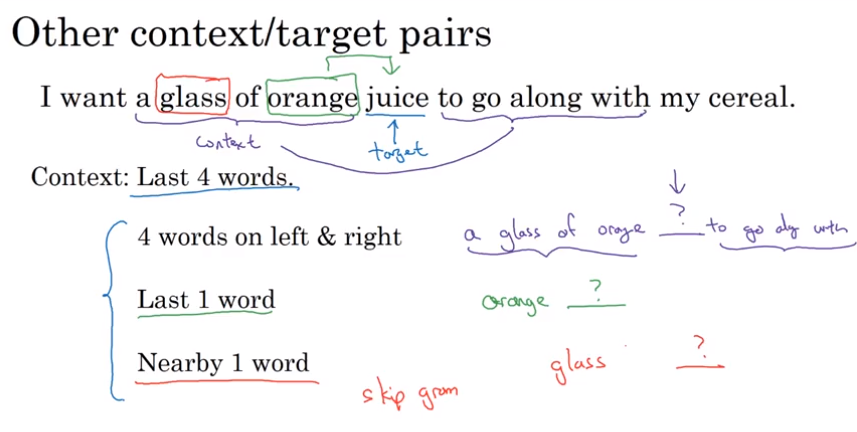 Other context/target pairs
I want a glass of orange juice to go along with my cereal.
context
target
Context: Last 4 words.
4 words on left & right
a glass of orange ? to go alg with
Last 1 word
orange ?
Nearby 1 word
glass ?
skip gram